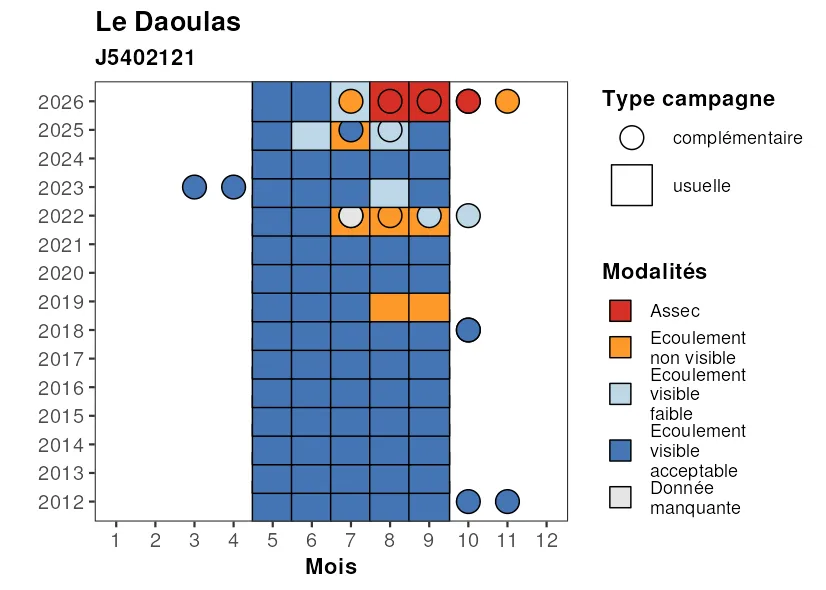 Le Daoulas
J5402121
2026
2025
2024
2023
2022
2021
2020
2019
2018
2017
2016
2015
2014
2013
2012
1 2 3 4 5 6 7 8 9 10 11 12
Mois
Type campagne
complémentaire
usuelle
Modalités
Assec
Ecoulement
non visible
Ecoulement
visible
faible
Ecoulement
visible
acceptable
Donnée
manquante